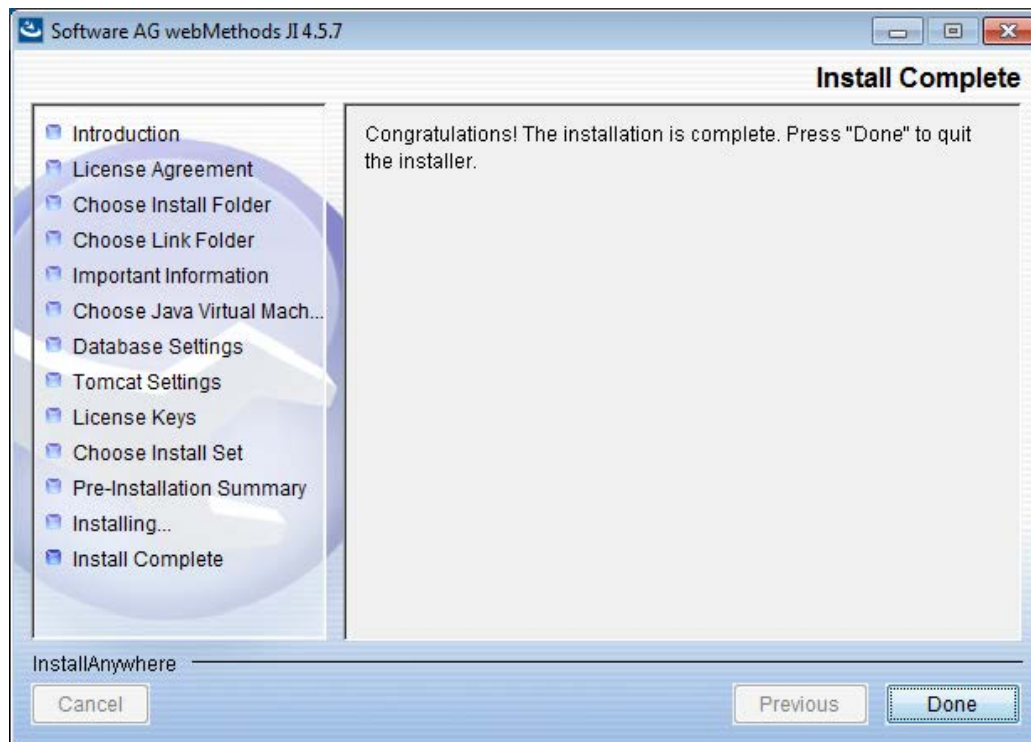 Software AG webMethods JI 4.5.7
Install Complete
Introduction
License Agreement
Choose Install Folder
Choose Link Folder
Important Information
Choose Java Virtual Mach...
Database Settings
Tomcat Settings
License Keys
Choose Install Set
Pre-Installation Summary
Installing...
Install Complete
Congratulations! The installation is complete. Press "Done" to quit
the installer.
InstallAnywhere
Cancel
Previous
Done